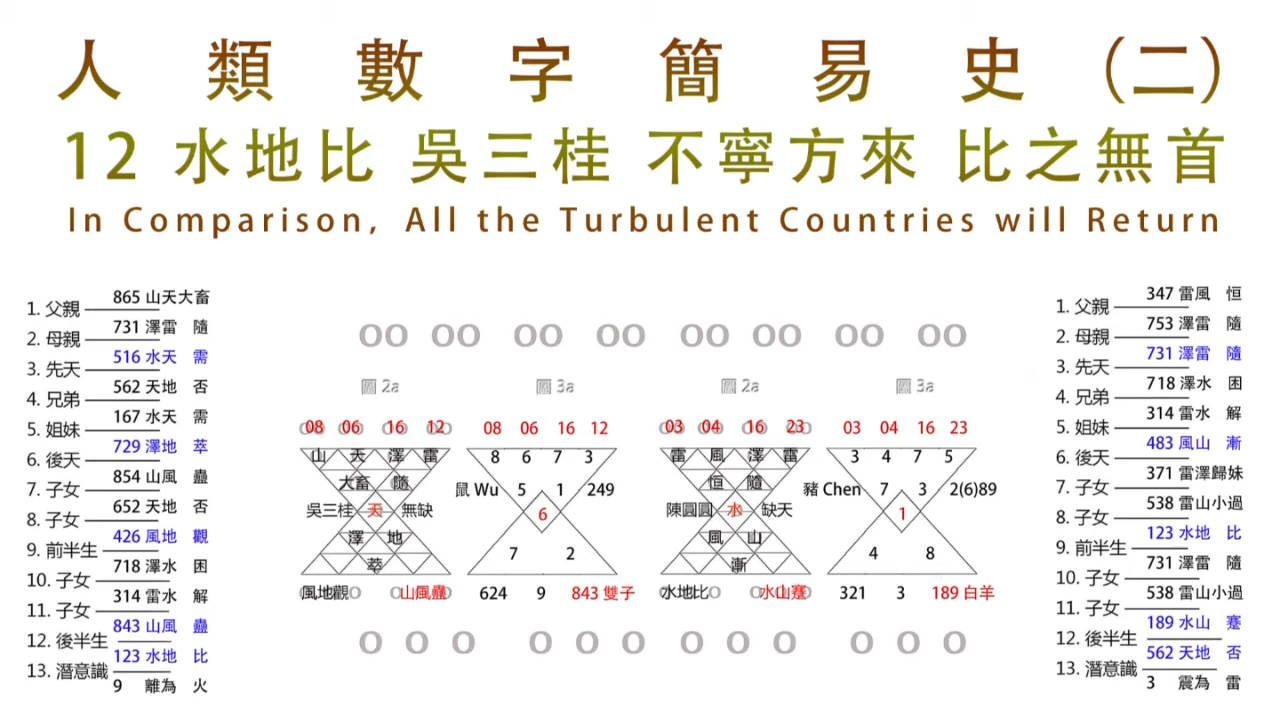 人類數字簡易史(二)
12 水地比 吳三桂 不寧方來 比之無首
In Comparison, All the Turbulent Countries will Return
865 山天大畜
1. 父親
731 澤雷 隨
2. 母親
516 水天 需
3. 先天
562 天地 否
4. 兄弟
167 水天 需
5. 姐妹
729 澤地 萃
6. 後天
854 山風 蠱
7. 子女
652 天地 否
8. 子女
426 風地 觀
9. 前半生
718 澤水 困
10. 子女
314 雷水 解
11. 子女
843 山風 蠱
12. 後半生
123 水地 比
13. 潛意識
9 離為 火
OO OO OO OO OO OO OO OO
圖 2a 圖 3a 圖 2a 圖 3a
08 06 16 12
山 天 澤 雷
大畜 隨
吳三桂 天 無缺
澤 地
萃
風地觀 O O 山風蠱
08 06 16 12
8 6 7 3
鼠 Wu 5 1 249
6
7 2
624 9 843 雙子
03 04 16 23
雷 風 澤 雷
恒 隨
陳圓圓 水 缺天
風 山
漸
水地比 O O 水山蹇
03 04 16 23
3 4 7 5
豬 Chen 7 3 2(6)89
1
4 8
321 3 189 白羊
O O O O O O O O O O O O
347 雷風 恒
1. 父親
753 澤雷 隨
2. 母親
731 澤雷 隨
3. 先天
718 澤水 困
4. 兄弟
314 雷水 解
5. 姐妹
483 風山 漸
6. 後天
371 雷澤歸妹
7. 子女
538 雷山小過
8. 子女
123 水地 比
9. 前半生
731 澤雷 隨
10. 子女
538 雷山小過
11. 子女
189 水山 蹇
12. 後半生
562 天地 否
13. 潛意識
3 震為 雷